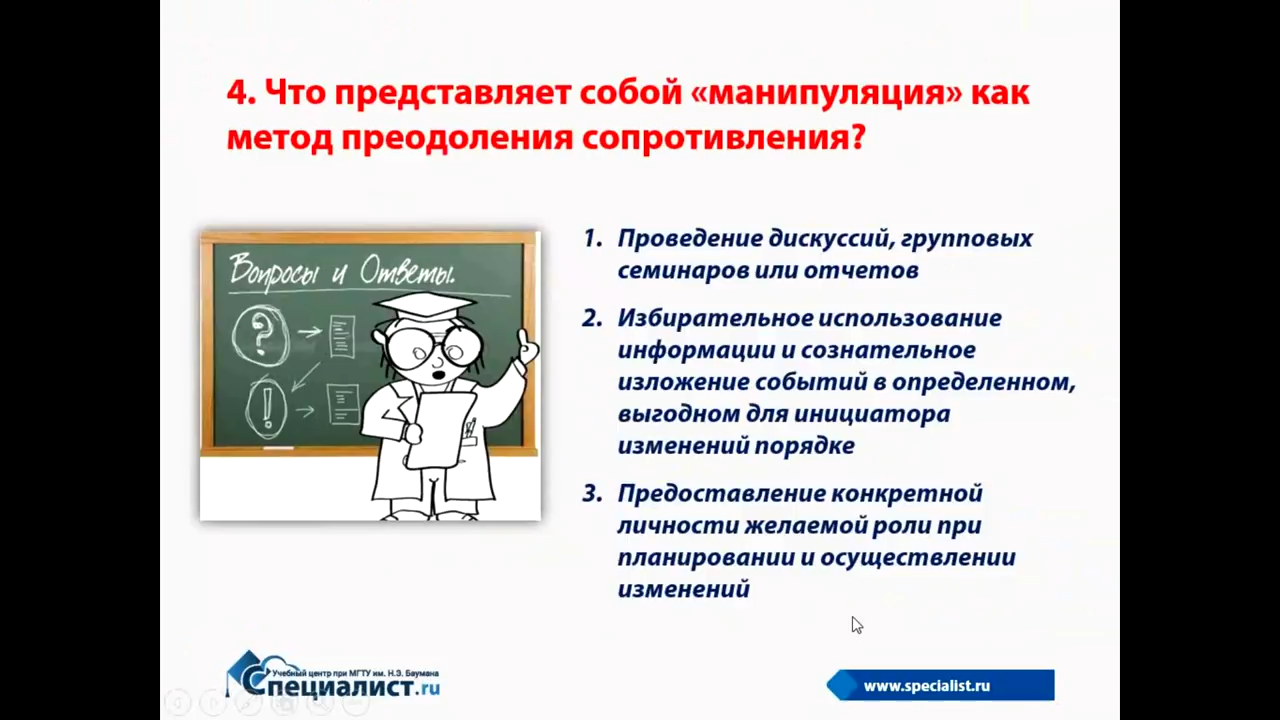 4. Что представляет собой «манипуляция» как
метод преодоления сопротивления?
Вопросы и Ответы.
?
!
1. Проведение дискуссий, групповых
семинаров или отчетов
2. Избирательное использование
информации и сознательное
изложение событий в определенном,
выгодном для инициатора
изменений порядке
3. Предоставление конкретной
личности желаемой роли при
планировании и осуществлении
изменений
Учебный центр при МГТУ им. Н.Э. Баумана
Специалист.ru
www.specialist.ru